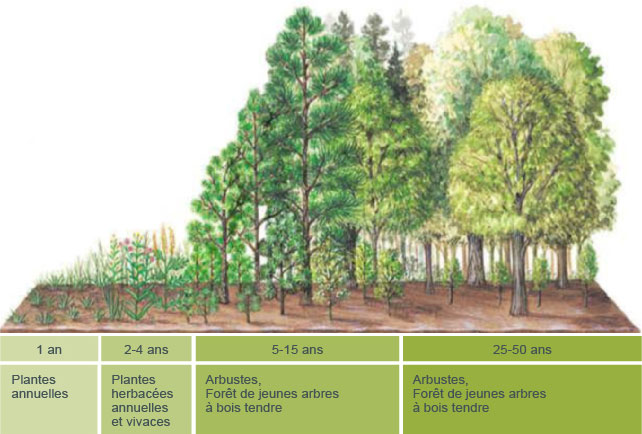 1 an
2-4 ans
5-15 ans
25-50 ans
Plantes
annuelles
Plantes
herbacées
annuelles
et vivaces
Arbustes,
Forêt de jeunes arbres
à bois tendre
Arbustes,
Forêt de jeunes arbres
à bois tendre